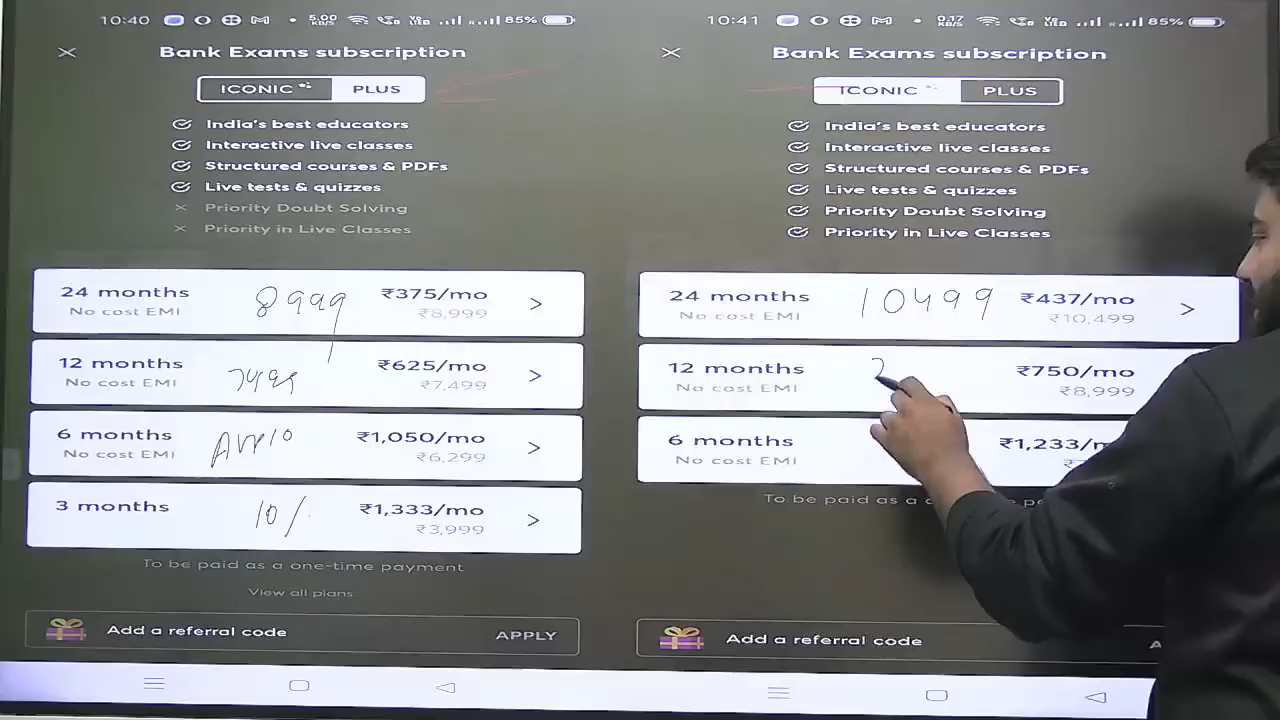 10:40 5.00 KB/S 85%
Bank Exams subscription
ICONIC PLUS
India's best educators
Interactive live classes
Structured courses & PDFs
Live tests & quizzes
Priority Doubt Solving
Priority in Live Classes
24 months 8999 ₹375/mo
No cost EMI ₹8,999
12 months 7499 ₹625/mo
No cost EMI ₹7,499
6 months ₹1,050/mo
No cost EMI ₹6,299
3 months 10% ₹1,333/mo
₹3,999
To be paid as a one-time payment
View all plans
Add a referral code APPLY
10:41 0.17 KB/S 85%
Bank Exams subscription
ICONIC PLUS
India's best educators
Interactive live classes
Structured courses & PDFs
Live tests & quizzes
Priority Doubt Solving
Priority in Live Classes
24 months 10499 ₹437/mo
No cost EMI ₹10,499
12 months ₹750/mo
No cost EMI ₹8,999
6 months ₹1,233/m
No cost EMI
To be paid as a
Add a referral code A